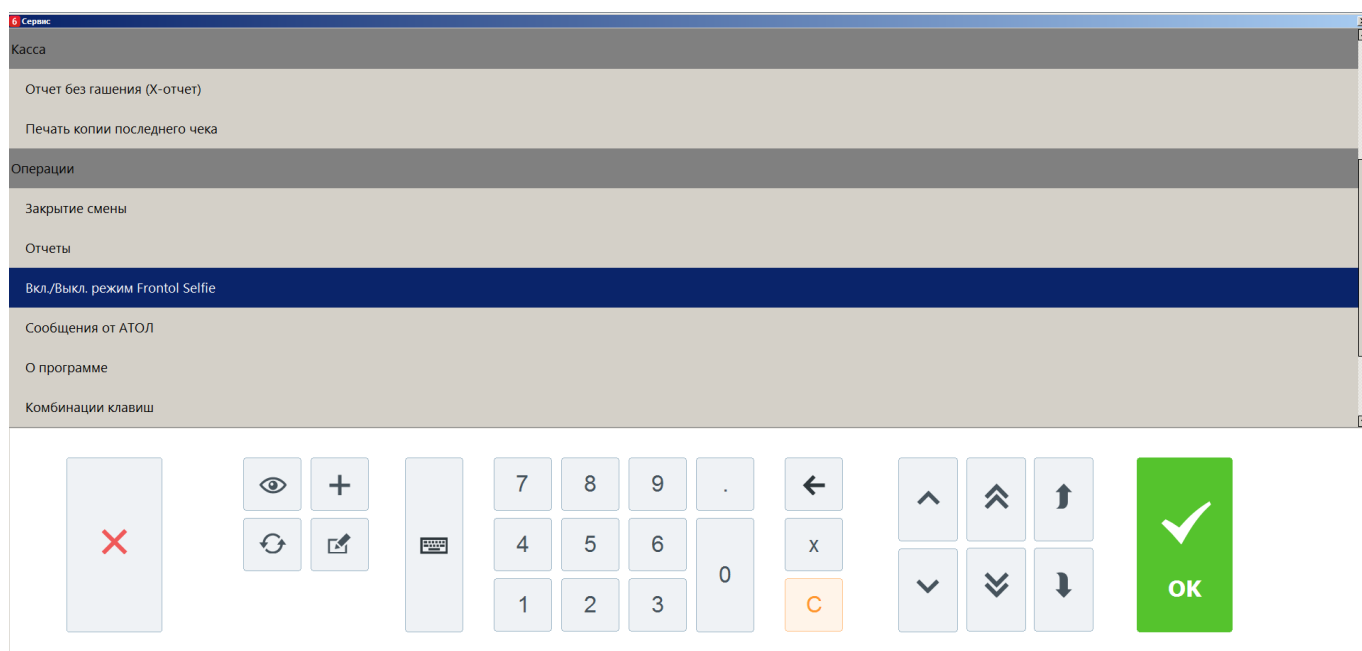 6 Сервис
Касса
Отчет без гашения (X-отчет)
Печать копии последнего чека
Операции
Закрытие смены
Отчеты
Вкл./Выкл. режим Frontol Selfie
Сообщения от АТОЛ
О программе
Комбинации клавиш
7 8 9 .
4 5 6 X
0
1 2 3 C
OK